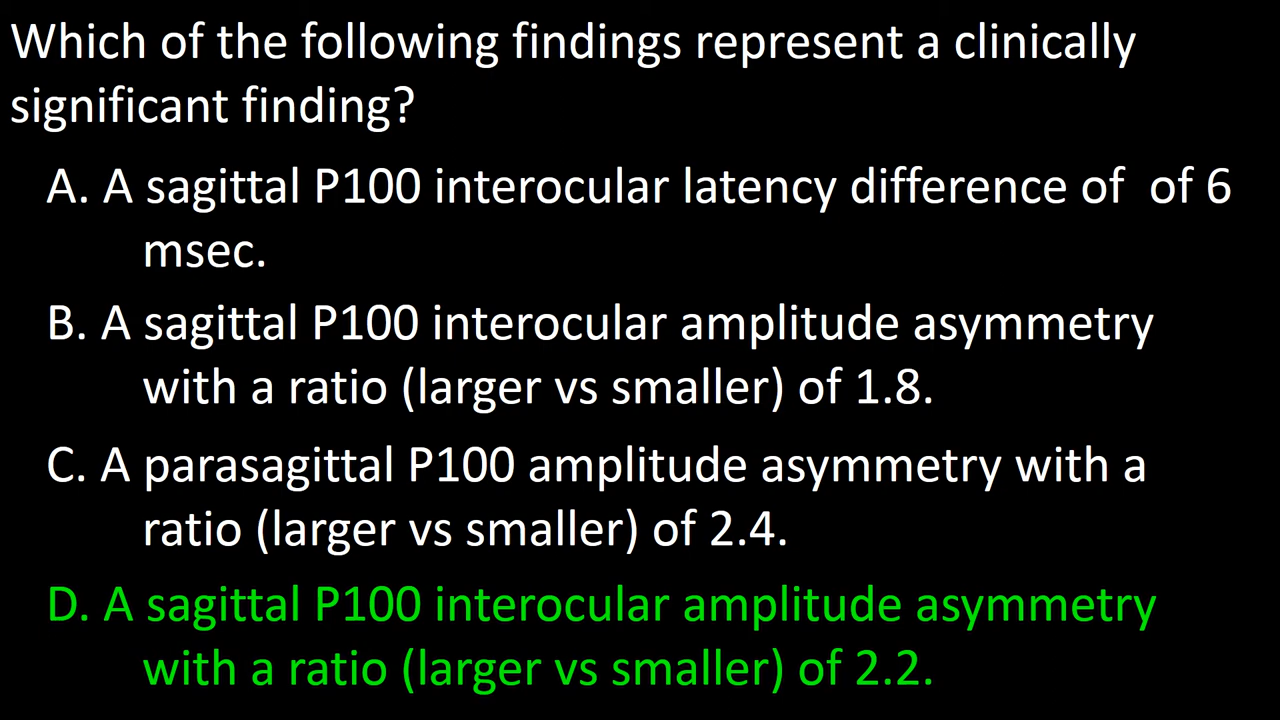 Which of the following findings represent a clinically
significant finding?
A. A sagittal P100 interocular latency difference of  of 6
msec.
B. A sagittal P100 interocular amplitude asymmetry
with a ratio (larger vs smaller) of 1.8.
C. A parasagittal P100 amplitude asymmetry with a
ratio (larger vs smaller) of 2.4.
D. A sagittal P100 interocular amplitude asymmetry
with a ratio (larger vs smaller) of 2.2.